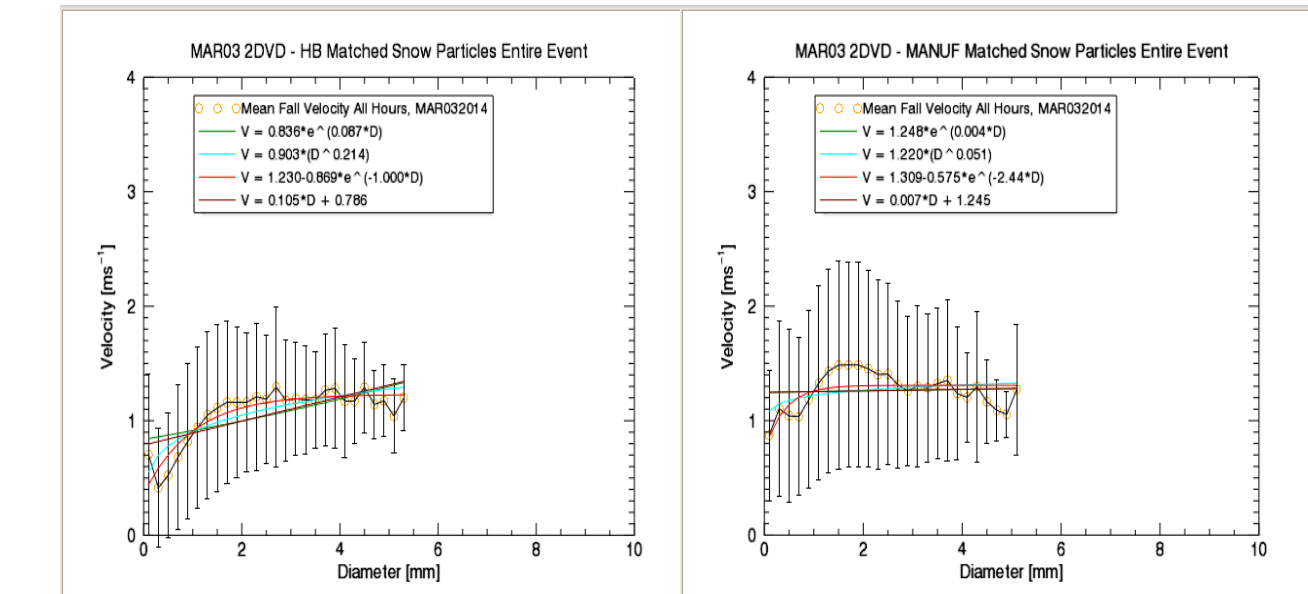 MAR03 2DVD - HB Matched Snow Particles Entire Event
4
3
2
1
0
Velocity [ms⁻¹]
Mean Fall Velocity All Hours, MAR032014
V = 0.836*e^(0.087*D)
V = 0.903*(D^0.214)
V = 1.230-0.869*e^(-1.000*D)
V = 0.105*D + 0.786
0 2 4 6 8 10
Diameter [mm]
MAR03 2DVD - MANUF Matched Snow Particles Entire Event
4
3
2
1
0
Velocity [ms⁻¹]
Mean Fall Velocity All Hours, MAR032014
V = 1.248*e^(0.004*D)
V = 1.220*(D^0.051)
V = 1.309-0.575*e^(-2.44*D)
V = 0.007*D + 1.245
0 2 4 6 8 10
Diameter [mm]